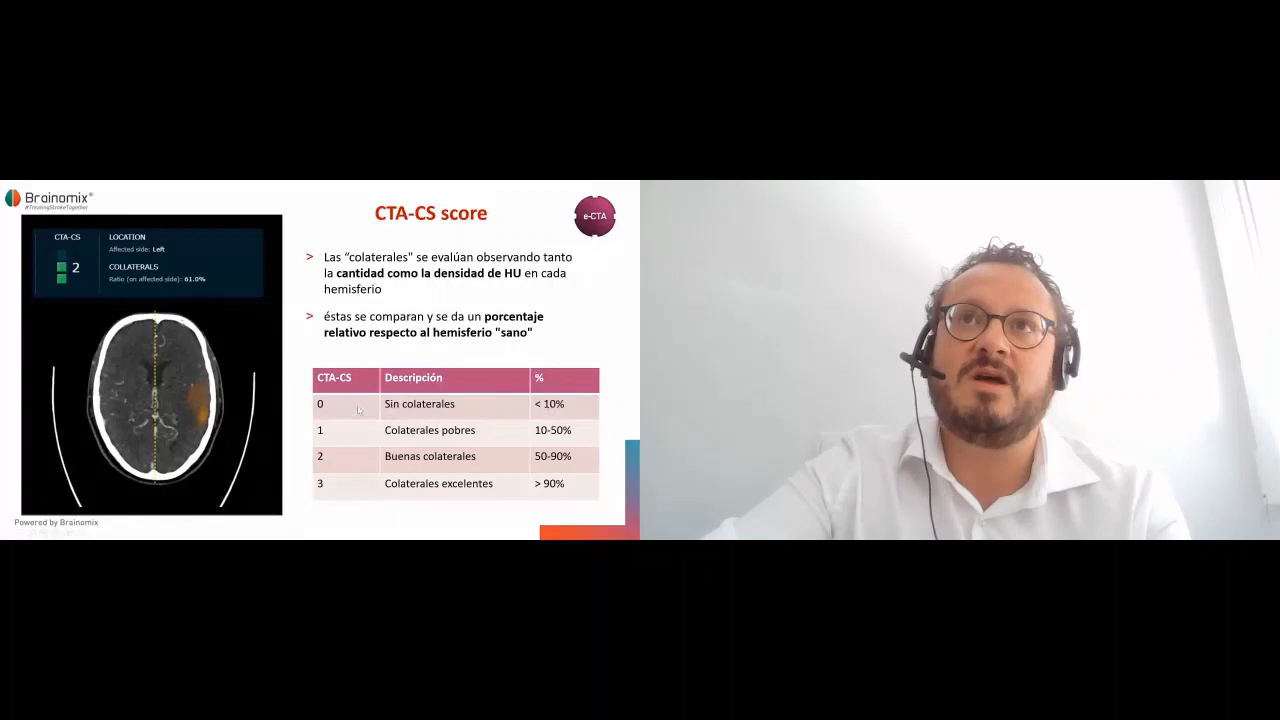 Brainomix®
#TreatingStrokeTogether
CTA-CS score
e-CTA
CTA-CS
LOCATION
Affected side: Left
2
COLLATERALS
Ratio (on affected side): 61.0%
> Las “colaterales" se evalúan observando tanto
la cantidad como la densidad de HU en cada
hemisferio
> éstas se comparan y se da un porcentaje
relativo respecto al hemisferio "sano"
CTA-CS Descripción %
0 Sin colaterales < 10%
1 Colaterales pobres 10-50%
2 Buenas colaterales 50-90%
3 Colaterales excelentes > 90%
Powered by Brainomix